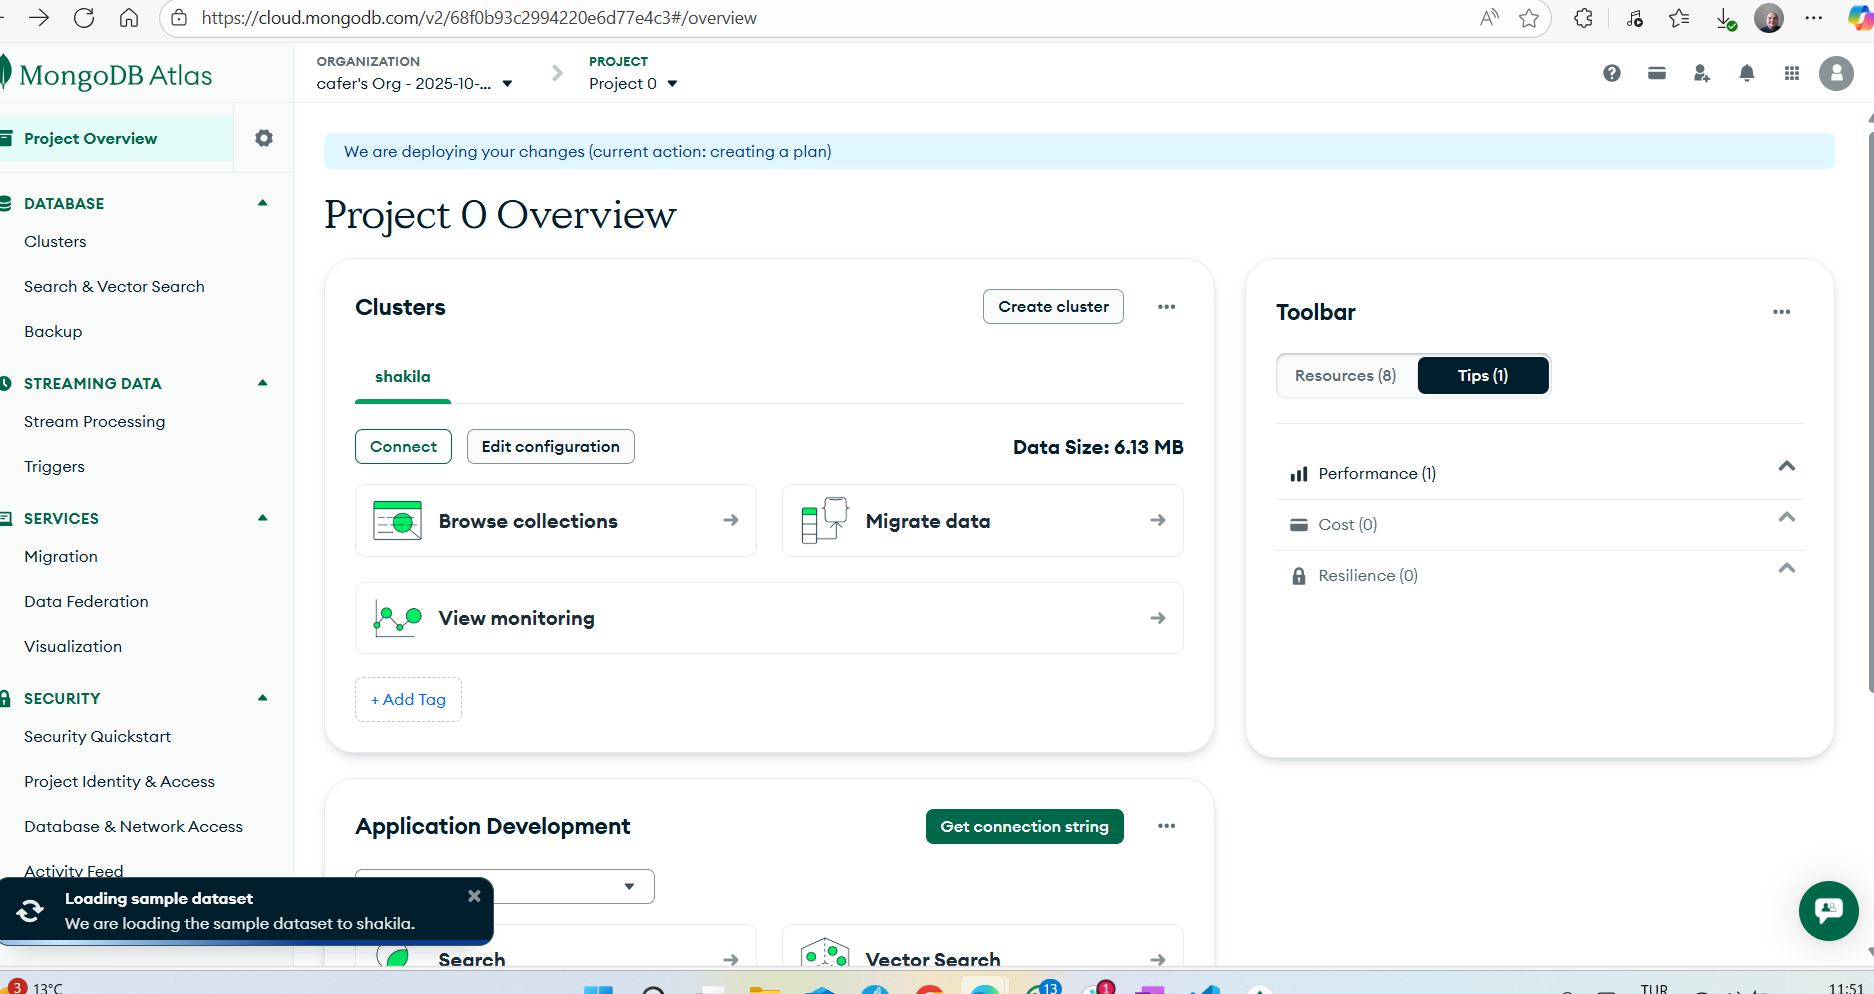 https://cloud.mongodb.com/v2/68f0b93c2994220e6d77e4c3#/overview
MongoDB Atlas
ORGANIZATION
cafer's Org - 2025-10-...
PROJECT
Project 0
Project Overview
DATABASE
Clusters
Search & Vector Search
Backup
STREAMING DATA
Stream Processing
Triggers
SERVICES
Migration
Data Federation
Visualization
SECURITY
Security Quickstart
Project Identity & Access
Database & Network Access
Activity Feed
We are deploying your changes (current action: creating a plan)
Project 0 Overview
Clusters
Create cluster
shakila
Connect
Edit configuration
Data Size: 6.13 MB
Browse collections
Migrate data
View monitoring
+ Add Tag
Toolbar
Resources (8)
Tips (1)
Performance (1)
Cost (0)
Resilience (0)
Application Development
Get connection string
Search
Vector Search
Loading sample dataset
We are loading the sample dataset to shakila.
3
13°C
13
1
TUR
11:51